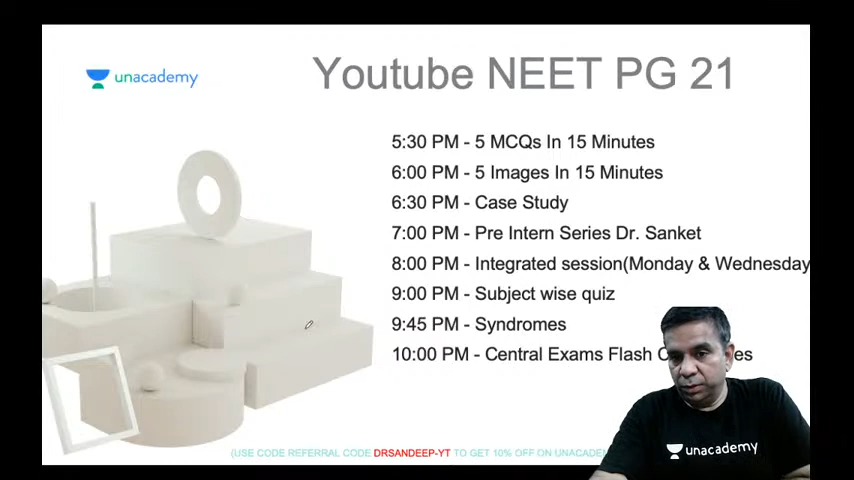 unacademy
Youtube NEET PG 21
5:30 PM - 5 MCQs In 15 Minutes
6:00 PM - 5 Images In 15 Minutes
6:30 PM - Case Study
7:00 PM - Pre Intern Series Dr. Sanket
8:00 PM - Integrated session(Monday & Wednesday
9:00 PM - Subject wise quiz
9:45 PM - Syndromes
10:00 PM - Central Exams Flash
(USE CODE REFERRAL CODE DRSANDEEP-YT TO GET 10% OFF ON
unacademy